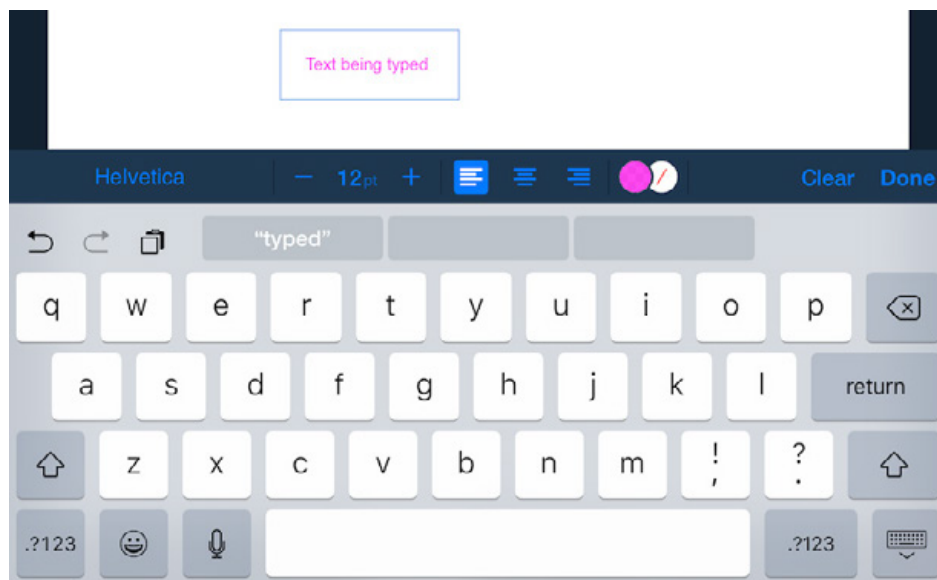 Text being typed
Helvetica − 12pt + Clear Done
“typed”
q w e r t y u i o p
a s d f g h j k l return
z x c v b n m ! , ? .
.?123 .?123